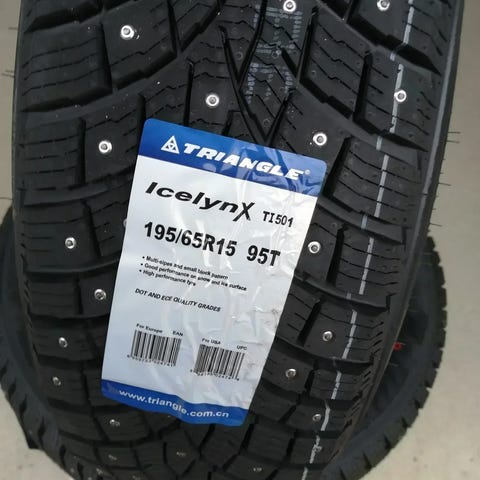 TRIANGLE
IcelynX TI501
195/65R15 95T
• Multi-sipes and small block pattern
• Good performance on snow and ice surface
• High performance tyre
DOT AND ECE QUALITY GRADES
For Europe EAN
For USA UPC
www.triangle.com.cn